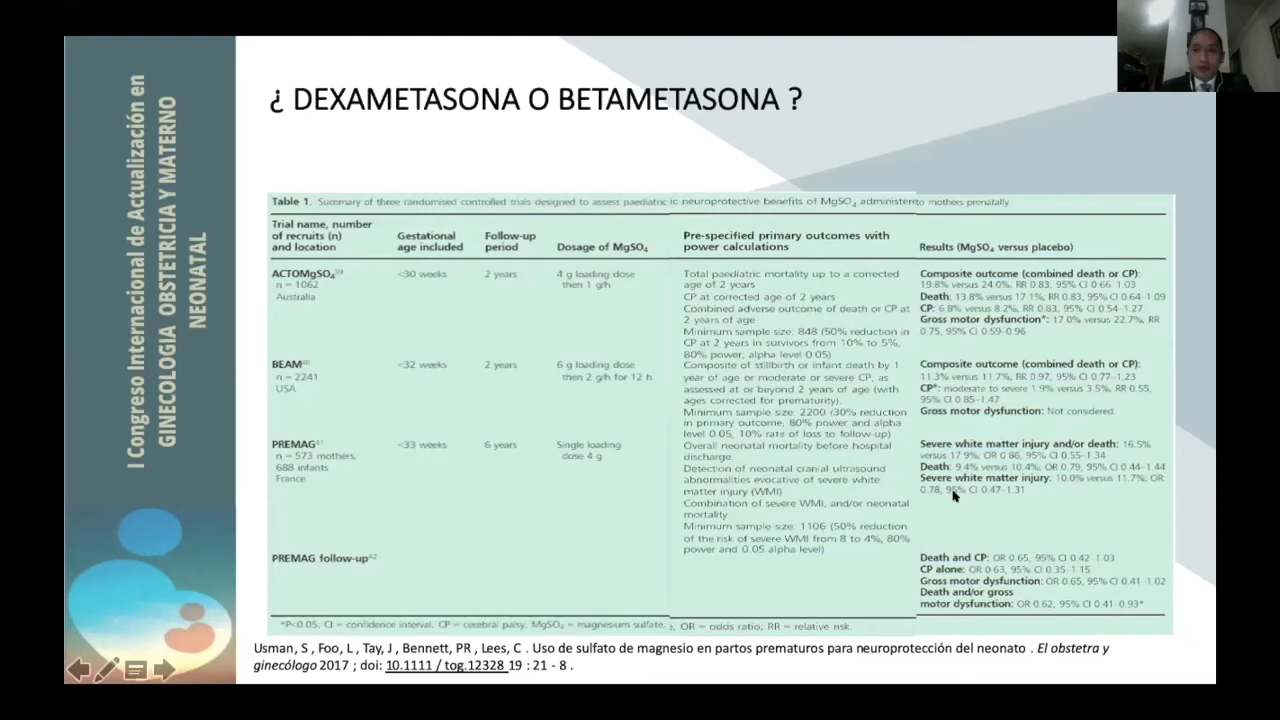 I Congreso Internacional de Actualización en
GINECOLOGIA OBSTETRICIA Y MATERNO
NEONATAL
¿ DEXAMETASONA O BETAMETASONA ?
Table 1. Summary of three randomised controlled trials designed to assess paediatric ic neuroprotective benefits of MgSO4 administere to mothers prenatally
Trial name, number
of recruits (n)
and location)
Gestational
age included
Follow-up
period
Dosage of MgSO4
Pre-specified primary outcomes with
power calculations
Results (MgSO4 versus placebo)
ACTOMgSO439
n = 1062
Australia
<30 weeks
2 years
4 g loading dose
then 1 g/h
Total paediatric mortality up to a corrected
age of 2 years
CP at corrected age of 2 years
Combined adverse outcome of death or CP at
2 years of age
Minimum sample size: 848 (50% reduction in
CP at 2 years in survivors from 10% to 5%,
80% power, alpha level 0.05)
Composite outcome (combined death or CP):
19.8% versus 24.0%, RR 0.83, 95% CI 0.66–1.03
Death: 13.8% versus 17.1%; RR 0.83, 95% CI 0.64–1.09
CP: 6.8% versus 8.2%, RR 0.83, 95% CI 0.54–1.27
Gross motor dysfunction*: 17.0% versus 22.7%, RR
0.75, 95% CI 0.59–0.96
BEAM40
n = 2241
USA
<32 weeks
2 years
6 g loading dose
then 2 g/h for 12 h
Composite of stillbirth or infant death by 1
year of age or moderate or severe CP, as
assessed at or beyond 2 years of age (with
ages corrected for prematurity).
Minimum sample size: 2200 (30% reduction
in primary outcome, 80% power and alpha
level 0.05, 10% rate of loss to follow-up)
Composite outcome (combined death or CP):
11.3% versus 11.7%, RR 0.97, 95% CI 0.77–1.23
CP*: moderate to severe 1.9% versus 3.5%, RR 0.55,
95% CI 0.85–1.47
Gross motor dysfunction: Not considered.
PREMAG41
n = 573 mothers,
688 infants
France
<33 weeks
6 years
Single loading
dose 4 g
Overall neonatal mortality before hospital
discharge.
Detection of neonatal cranial ultrasound
abnormalities evocative of severe white
matter injury (WMI)
Combination of severe WMI, and/or neonatal
mortality.
Minimum sample size: 1106 (50% reduction
of the risk of severe WMI from 8 to 4%, 80%
power and 0.05 alpha level)
Severe white matter injury and/or death: 16.5%
versus 17.9%; OR 0.86, 95% CI 0.55–1.34
Death: 9.4% versus 10.4%; OR 0.79, 95% CI 0.44–1.44
Severe white matter injury: 10.0% versus 11.7%; OR
0.78, 95% CI 0.47–1.31
PREMAG follow-up42
Death and CP: OR 0.65, 95% CI 0.42–1.03
CP alone: OR 0.63, 95% CI 0.35–1.15
Gross motor dysfunction: OR 0.65, 95% CI 0.41–1.02
Death and/or gross
motor dysfunction: OR 0.62, 95% CI 0.41–0.93*
*P<0.05, CI = confidence interval, CP = cerebral palsy, MgSO4 = magnesium sulfate, ; OR = odds ratio, RR = relative risk.
Usman, S , Foo, L , Tay, J , Bennett, PR , Lees, C . Uso de sulfato de magnesio en partos prematuros para neuroprotección del neonato . El obstetra y
ginecólogo 2017 ; doi: 10.1111 / tog.12328 19 : 21 - 8 .